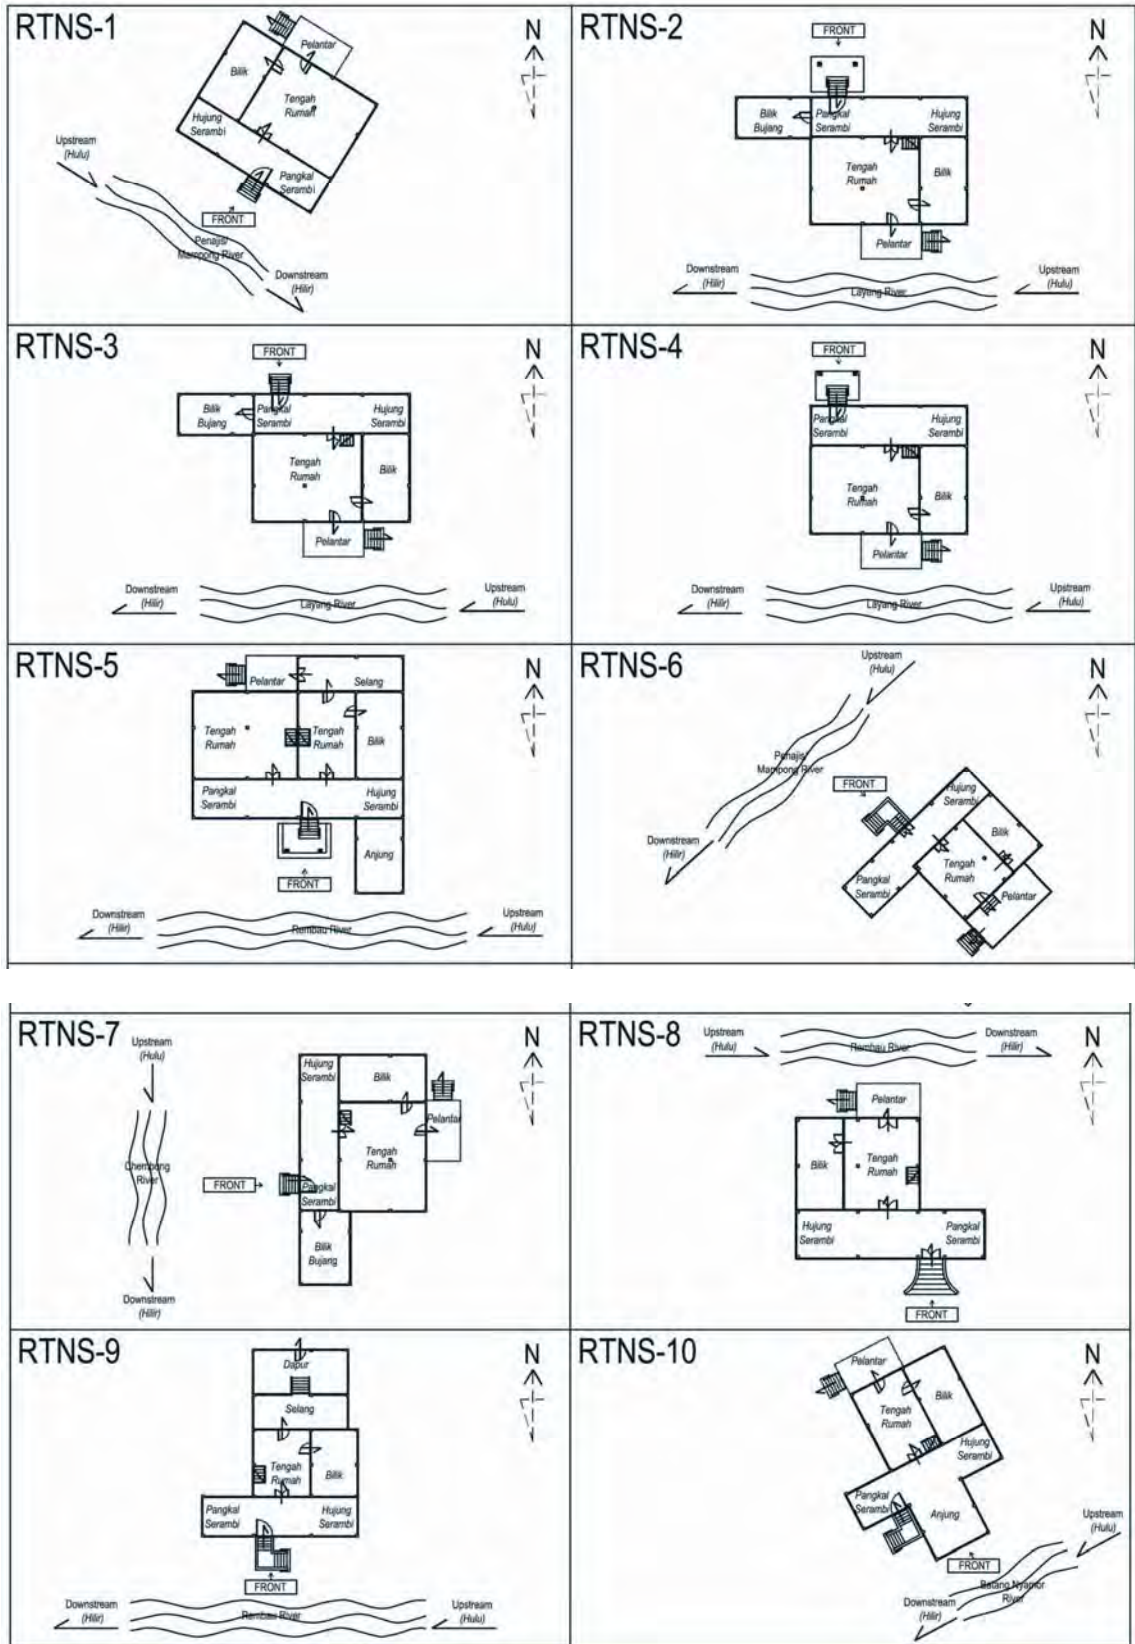 RTNS-1
N
Pelantar
Bilik
Tengah
Rumah
Hujung
Serambi
Upstream
(Hulu)
Pangkal
Serambi
FRONT
Penajis/
Mampong River
Downstream
(Hilir)
RTNS-2
FRONT
N
Bilik
Bujang
Pangkal
Serambi
Hujung
Serambi
Tengah
Rumah
Bilik
Pelantar
Downstream
(Hilir)
Layang River
Upstream
(Hulu)
RTNS-3
FRONT
N
Bilik
Bujang
Pangkal
Serambi
Hujung
Serambi
Tengah
Rumah
Bilik
Pelantar
Downstream
(Hilir)
Layang River
Upstream
(Hulu)
RTNS-4
FRONT
N
Pangkal
Serambi
Hujung
Serambi
Tengah
Rumah
Bilik
Pelantar
Downstream
(Hilir)
Layang River
Upstream
(Hulu)
RTNS-5
N
Pelantar
Selang
Tengah
Rumah
Tengah
Rumah
Bilik
Pangkal
Serambi
Hujung
Serambi
Anjung
FRONT
Downstream
(Hilir)
Rembau River
Upstream
(Hulu)
RTNS-6
Upstream
(Hulu)
N
Penajis/
Mampong River
FRONT
Hujung
Serambi
Bilik
Downstream
(Hilir)
Tengah
Rumah
Pangkal
Serambi
Pelantar
RTNS-7
Upstream
(Hulu)
N
Hujung
Serambi
Bilik
Pelantar
Chembong
River
Tengah
Rumah
FRONT
Pangkal
Serambi
Bilik
Bujang
Downstream
(Hilir)
RTNS-8
Upstream
(Hulu)
Rembau River
Downstream
(Hilir)
N
Pelantar
Bilik
Tengah
Rumah
Hujung
Serambi
Pangkal
Serambi
FRONT
RTNS-9
N
Dapur
Selang
Tengah
Rumah
Bilik
Pangkal
Serambi
Hujung
Serambi
FRONT
Downstream
(Hilir)
Rembau River
Upstream
(Hulu)
RTNS-10
N
Pelantar
Bilik
Tengah
Rumah
Hujung
Serambi
Pangkal
Serambi
Anjung
Upstream
(Hulu)
FRONT
Batang Nyamor
River
Downstream
(Hilir)